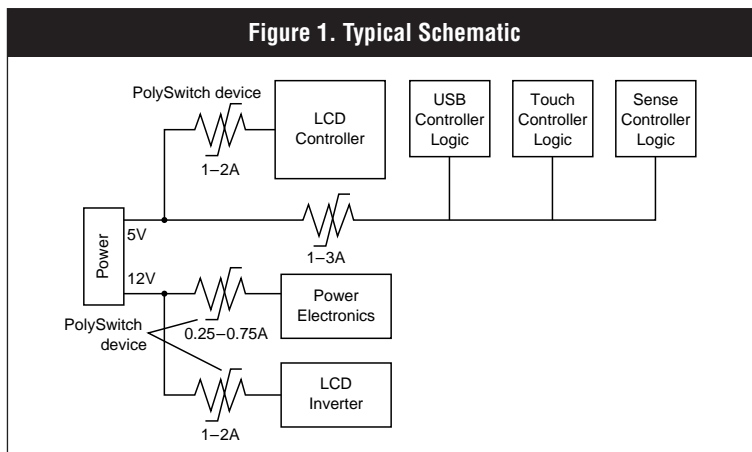 Figure 1. Typical Schematic
PolySwitch device
LCD
Controller
USB
Controller
Logic
Touch
Controller
Logic
Sense
Controller
Logic
1–2A
Power
5V
12V
1–3A
Power
Electronics
PolySwitch
device
0.25–0.75A
LCD
Inverter
1–2A